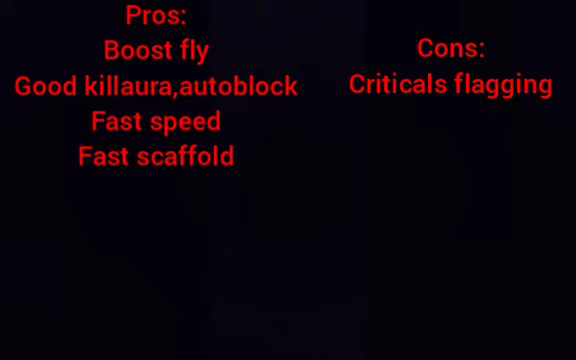 Pros:
Boost fly
Good killaura,autoblock
Fast speed
Fast scaffold
Cons:
Criticals flagging